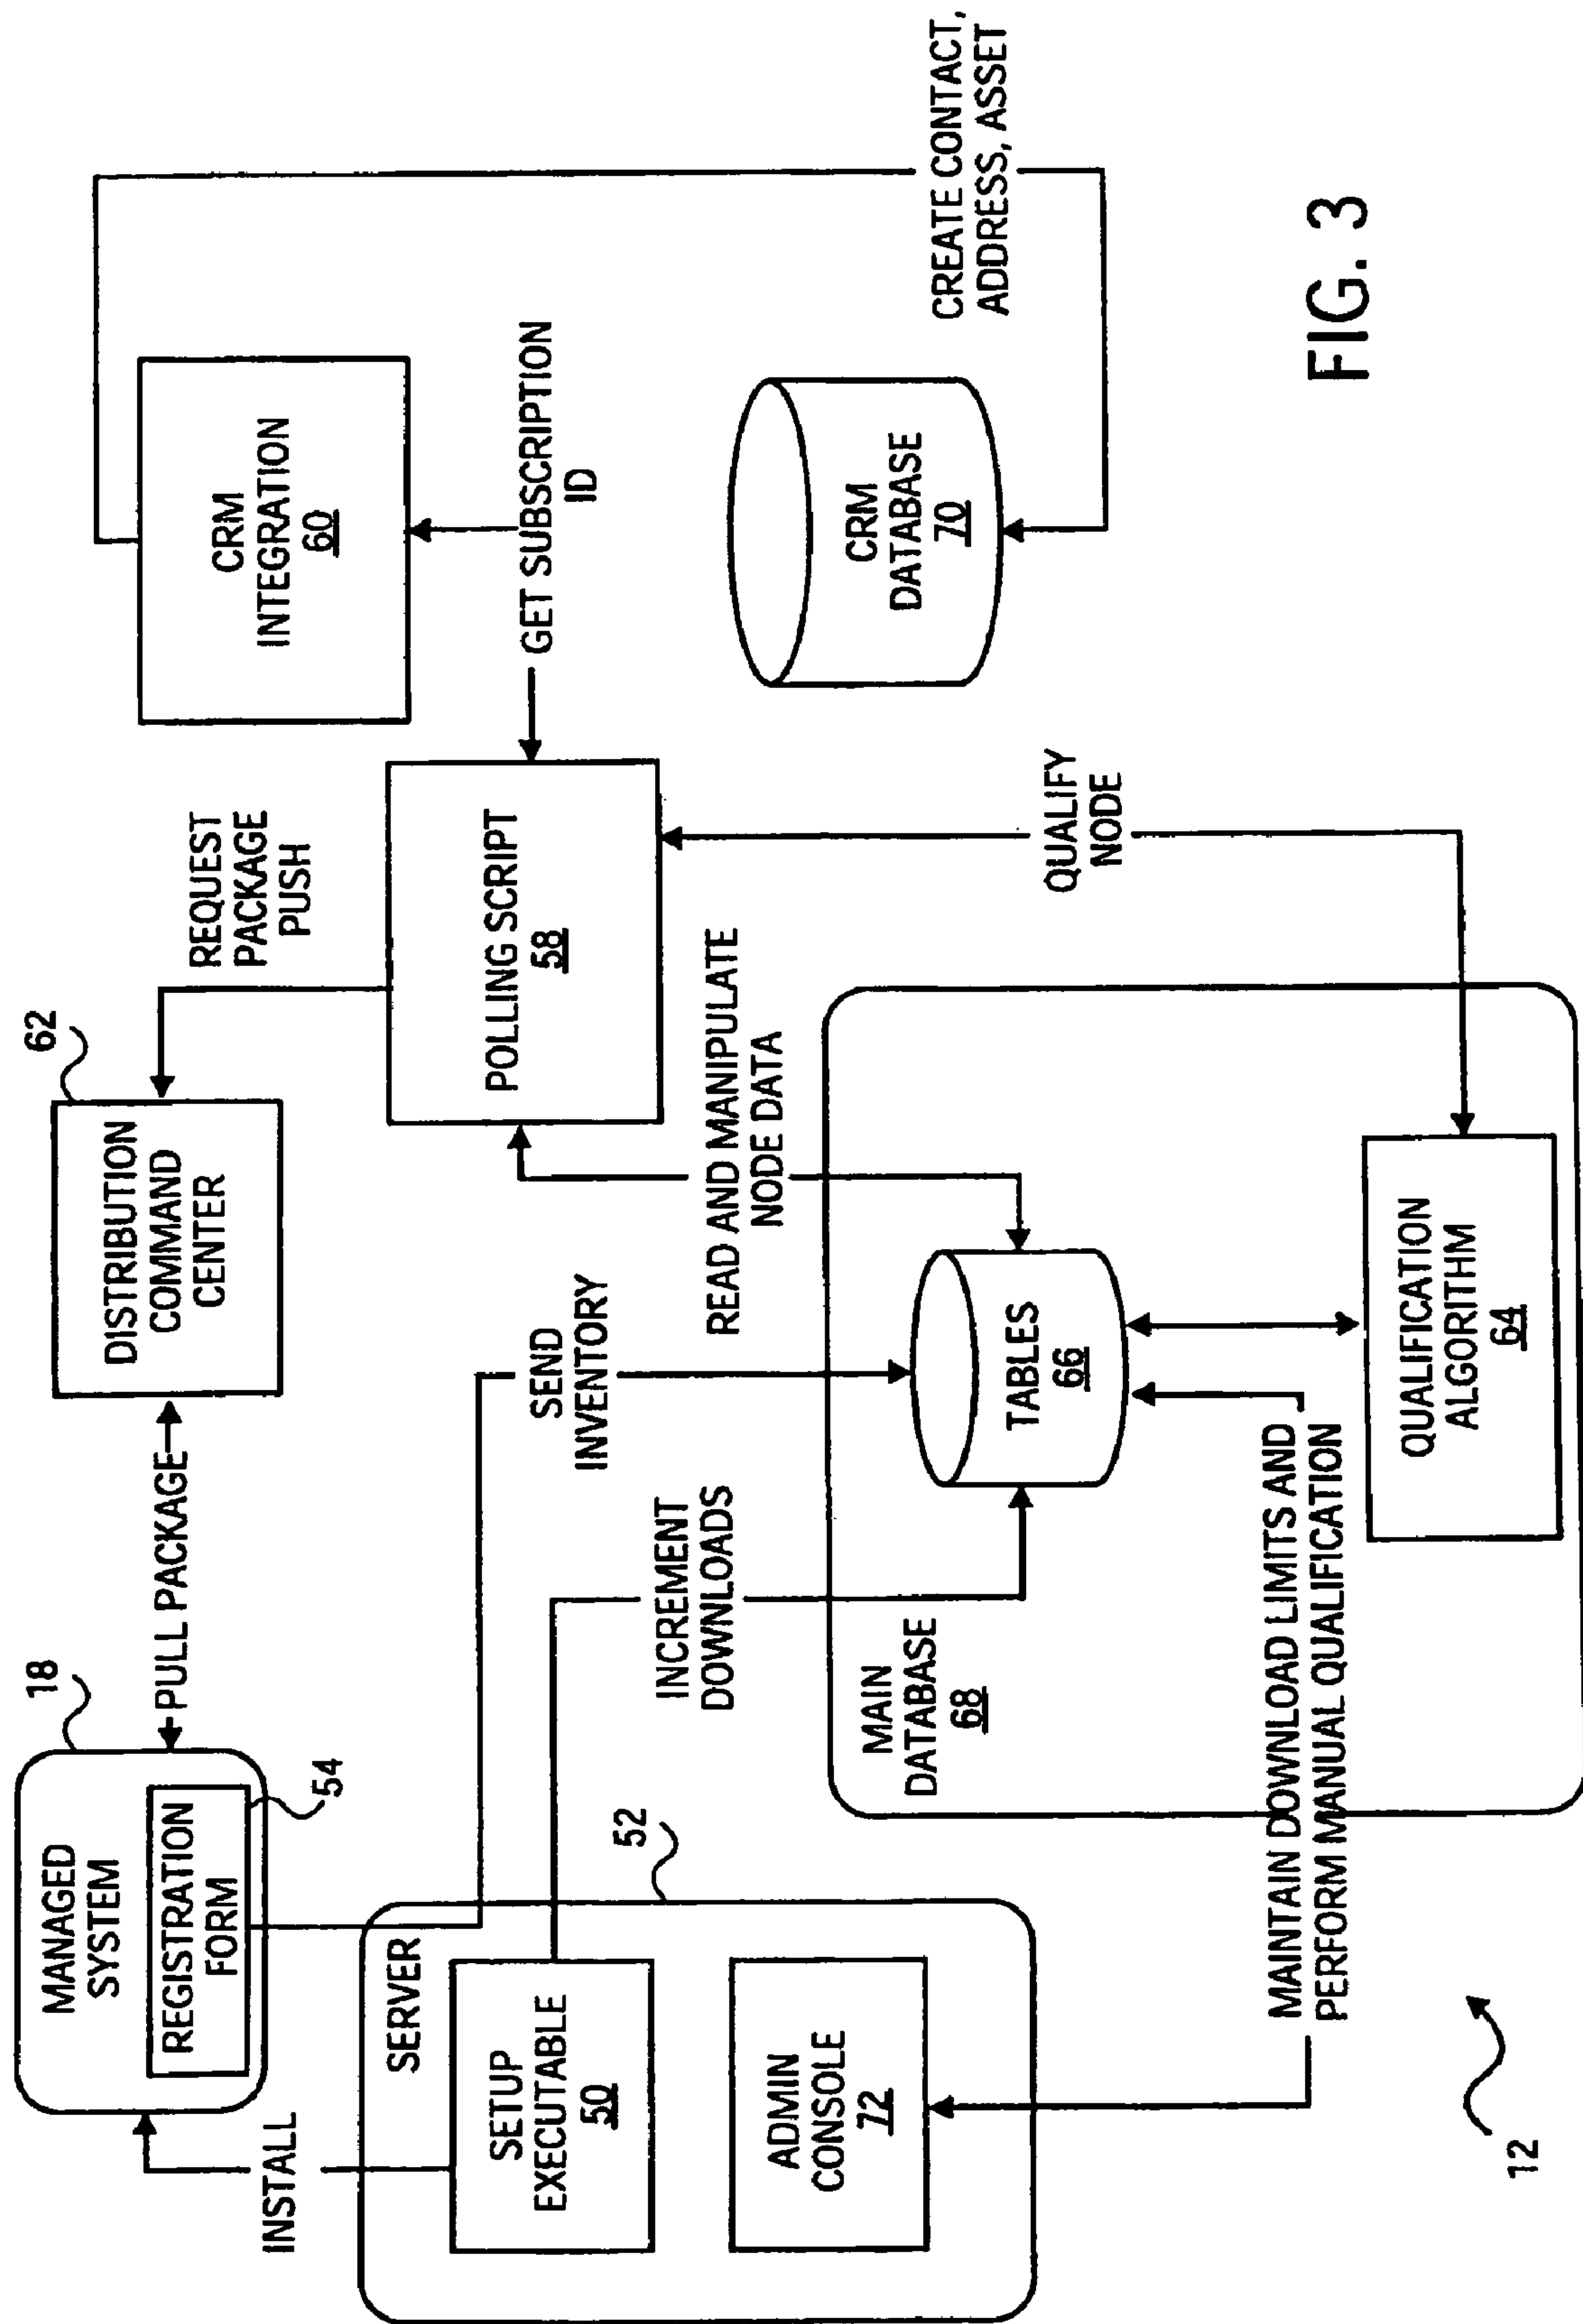 MANAGED
SYSTEM
REGISTRATION
FORM
18
54
PULL PACKAGE
DISTRIBUTION
COMMAND
CENTER
62
REQUEST
PACKAGE
PUSH
CRM
INTEGRATION
60
INSTALL
SERVER
52
SETUP
EXECUTABLE
50
ADMIN
CONSOLE
72
INCREMENT
DOWNLOADS
SEND
INVENTORY
READ AND MANIPULATE
NODE DATA
POLLING SCRIPT
58
GET SUBSCRIPTION
ID
MAIN
DATABASE
68
TABLES
66
QUALIFY
NODE
CRM
DATABASE
70
CREATE CONTACT,
ADDRESS, ASSET
MAINTAIN DOWNLOAD LIMITS AND
PERFORM MANUAL QUALIFICATION
QUALIFICATION
ALGORITHM
64
12
FIG. 3